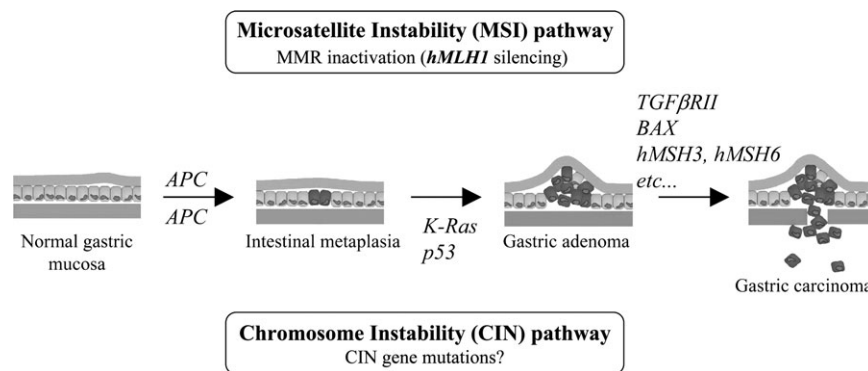 Microsatellite Instability (MSI) pathway
MMR inactivation (hMLH1 silencing)
TGFβRII
BAX
hMSH3, hMSH6
etc...
APC
APC
K-Ras
p53
Normal gastric
mucosa
Intestinal metaplasia
Gastric adenoma
Gastric carcinoma
Chromosome Instability (CIN) pathway
CIN gene mutations?